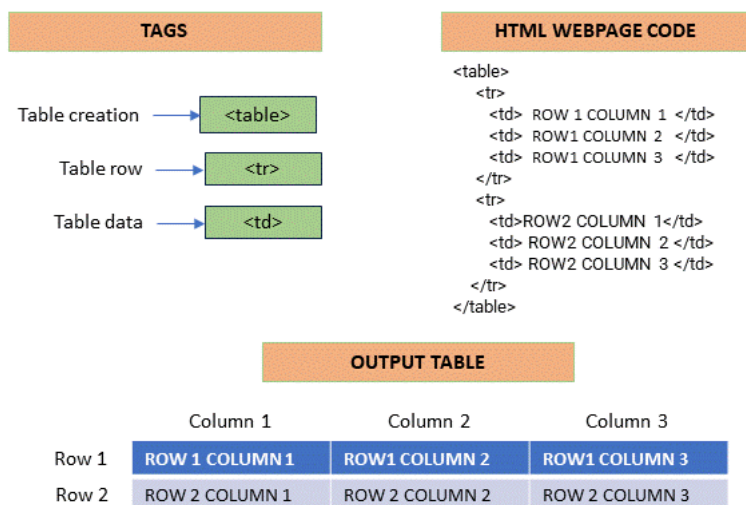 TAGS
Table creation <table>
Table row <tr>
Table data <td>
HTML WEBPAGE CODE
<table>
<tr>
<td> ROW 1 COLUMN 1 </td>
<td> ROW1 COLUMN 2 </td>
<td> ROW1 COLUMN 3 </td>
</tr>
<tr>
<td>ROW2 COLUMN 1</td>
<td> ROW2 COLUMN 2 </td>
<td> ROW2 COLUMN 3 </td>
</tr>
</table>
OUTPUT TABLE
Column 1 Column 2 Column 3
Row 1 ROW 1 COLUMN 1 ROW1 COLUMN 2 ROW1 COLUMN 3
Row 2 ROW 2 COLUMN 1 ROW 2 COLUMN 2 ROW 2 COLUMN 3